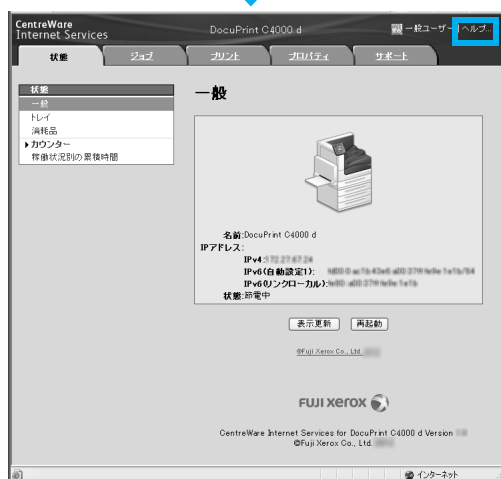 CentreWare
Internet Services
DocuPrint C4000 d
一般ユーザー | ヘルプ...
状態
ジョブ
プリント
プロパティ
サポート
状態
一般
トレイ
消耗品
カウンター
稼働状況別の累積時間
一般
名前:DocuPrint C4000 d
IPアドレス:
IPv4:
IPv6(自動設定1):
IPv6(リンクローカル):
状態:節電中
表示更新
再起動
©Fuji Xerox Co., Ltd.
FUJI XEROX
CentreWare Internet Services for DocuPrint C4000 d Version
©Fuji Xerox Co., Ltd.
インターネット